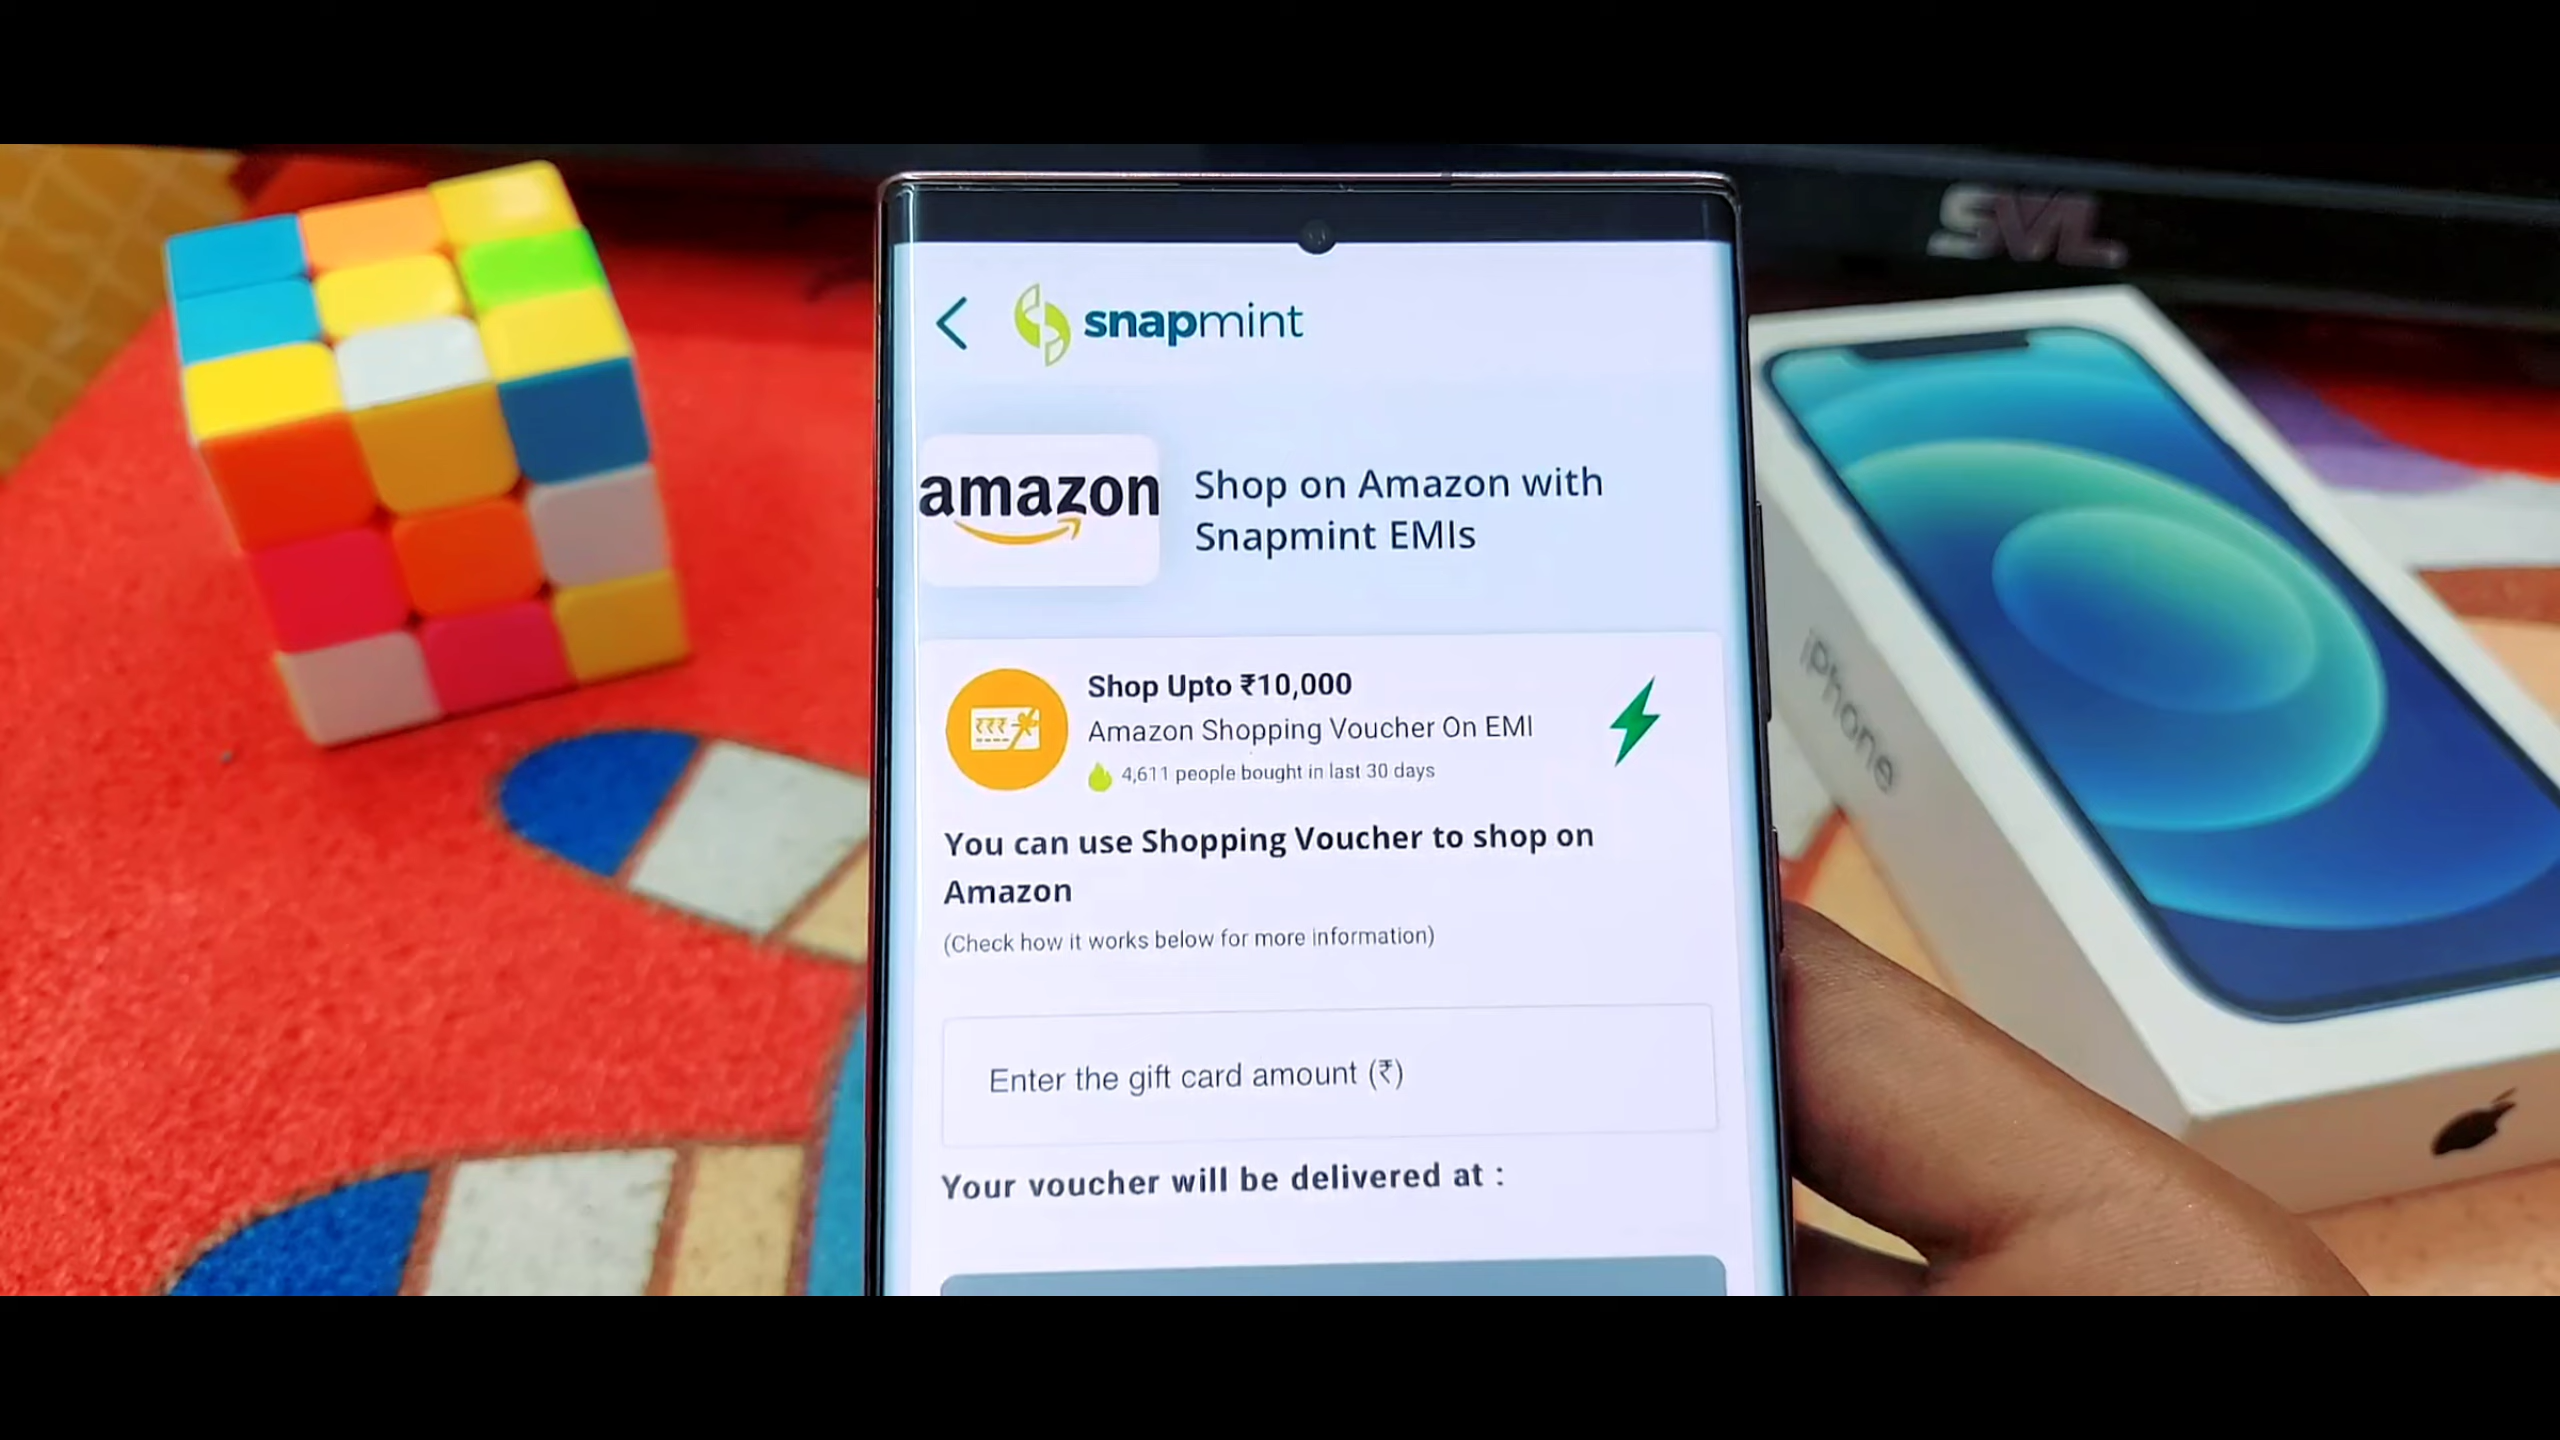 SVL
snapmint
amazon
Shop on Amazon with
Snapmint EMIs
Shop Upto ₹10,000
Amazon Shopping Voucher On EMI
4,611 people bought in last 30 days
You can use Shopping Voucher to shop on
Amazon
(Check how it works below for more information)
Enter the gift card amount (₹)
Your voucher will be delivered at :
iPhone